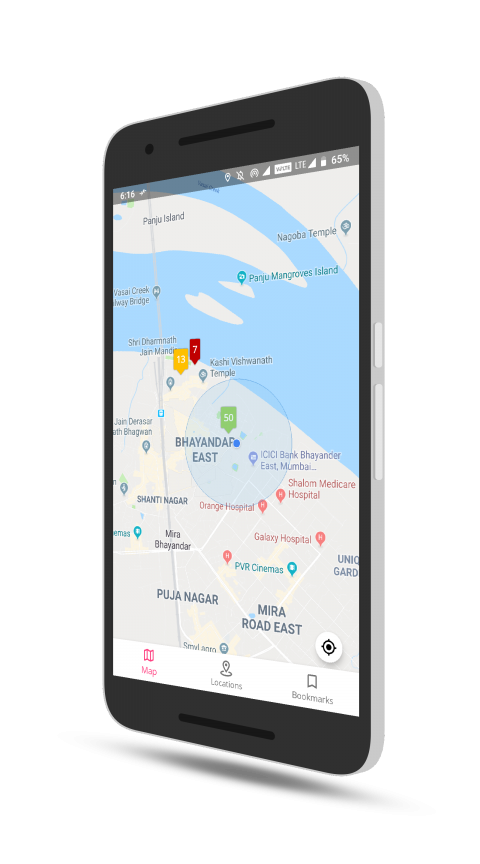 6:16
VoLTE LTE 65%
Panju Island
Nagoba Temple
Panju Mangroves Island
Vasai Creek
ilway Bridge
Shri Dharmnath
Jain Mandir
7
13
Kashi Vishwanath
Temple
50
Jain Derasar
ath Bhagwan
BHAYANDAR
EAST
ICICI Bank Bhayander
East, Mumbai...
Shalom Medicare
Hospital
SHANTI NAGAR
Orange Hospital
Mira
Bhayandar
emas
Galaxy Hospital
PVR Cinemas
UNIQ
GARD
PUJA NAGAR
MIRA
ROAD EAST
Map
Locations
Bookmarks